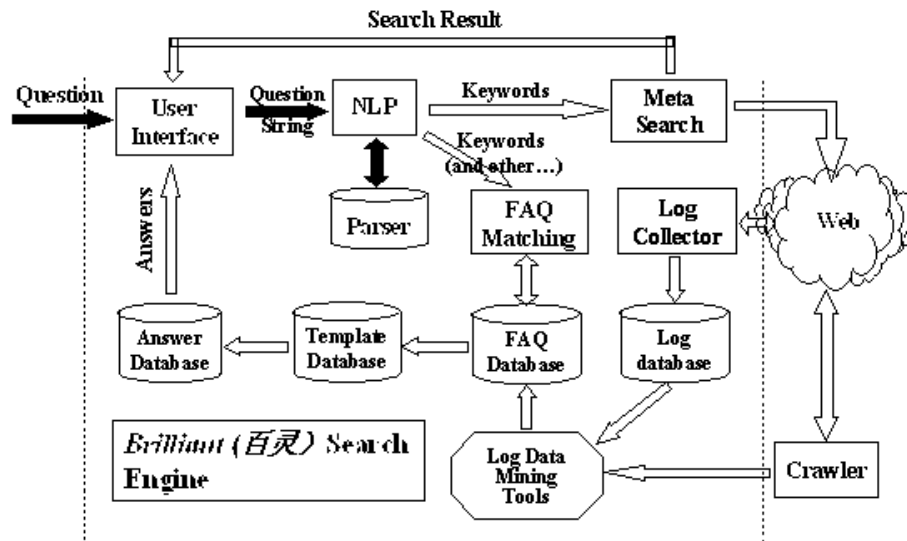 Search Result
Question
User
Interface
Question
String
NLP
Keywords
Meta
Search
Keywords
(and other…)
Parser
FAQ
Matching
Log
Collector
Web
Answers
Answer
Database
Template
Database
FAQ
Database
Log
database
Brilliant (百灵) Search
Engine
Log Data
Mining
Tools
Crawler